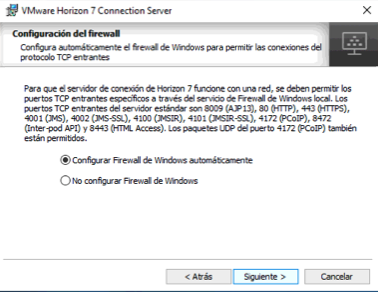 VMware Horizon 7 Connection Server
Configuración del firewall
Configura automáticamente el firewall de Windows para permitir las conexiones del
protocolo TCP entrantes
Para que el servidor de conexión de Horizon 7 funcione con una red, se deben permitir los
puertos TCP entrantes específicos a través del servicio de Firewall de Windows local. Los
puertos TCP entrantes del servidor estándar son 8009 (AJP13), 80 (HTTP), 443 (HTTPS),
4001 (JMS), 4002 (JMS-SSL), 4100 (JMSIR), 4101 (JMSIR-SSL), 4172 (PCoIP), 8472
(Inter-pod API) y 8443 (HTML Access). Los paquetes UDP del puerto 4172 (PCoIP) también
están permitidos.
Configurar Firewall de Windows automáticamente
No configurar Firewall de Windows
< Atrás Siguiente > Cancelar